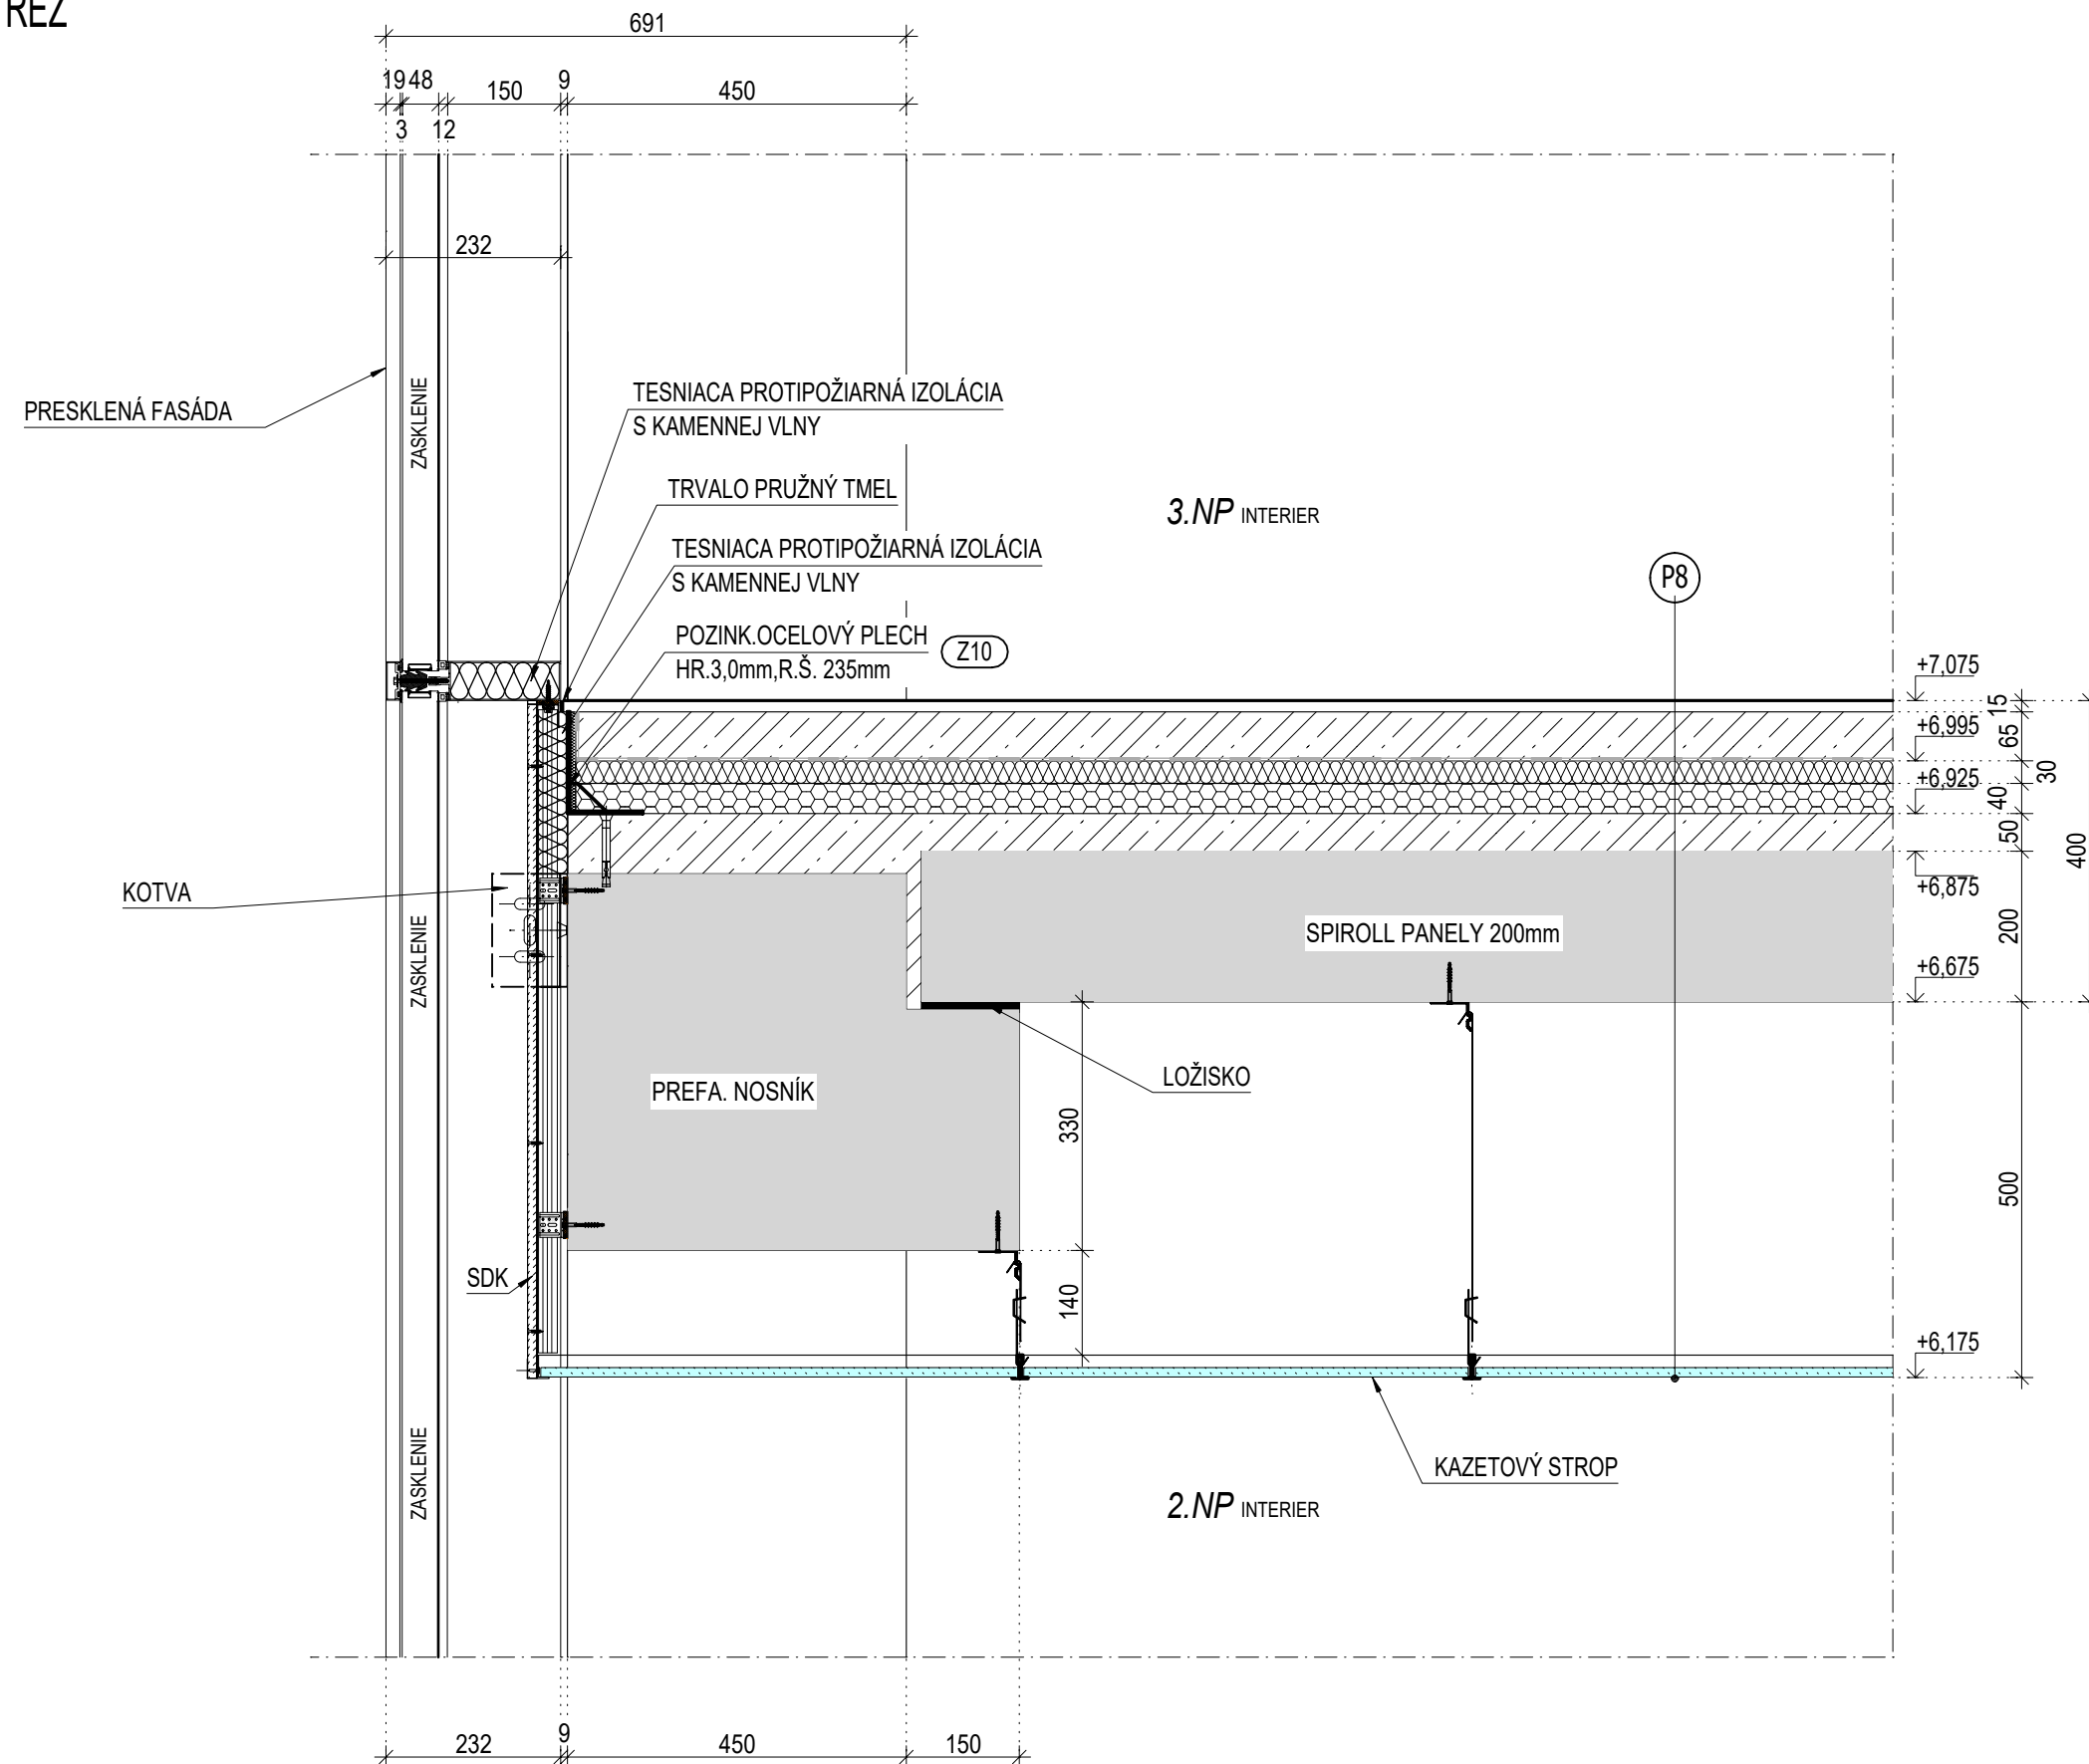 REZ
691
19 48 150 9 450
3 12
232
PRESKLENÁ FASÁDA
ZASKLENIE
TESNIACA PROTIPOŽIARNÁ IZOLÁCIA
S KAMENNEJ VLNY
TRVALO PRUŽNÝ TMEL
3.NP INTERIER
TESNIACA PROTIPOŽIARNÁ IZOLÁCIA
S KAMENNEJ VLNY
P8
POZINK.OCELOVÝ PLECH
HR.3,0mm,R.Š. 235mm
Z10
+7,075
15
+6,995
65
30
+6,925
40
50
400
+6,875
KOTVA
ZASKLENIE
SPIROLL PANELY 200mm
200
+6,675
LOŽISKO
PREFA. NOSNÍK
330
500
SDK
140
+6,175
ZASKLENIE
KAZETOVÝ STROP
2.NP INTERIER
232 9 450 150